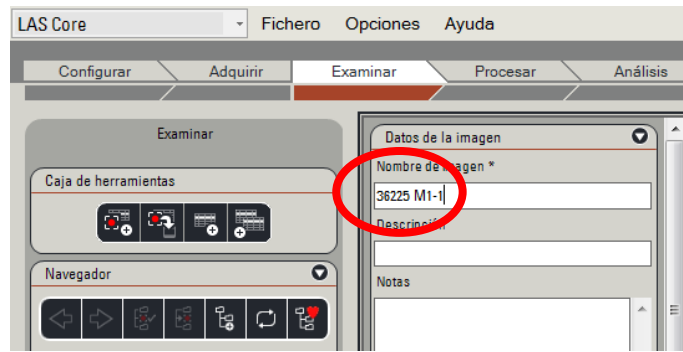 LAS Core
Fichero Opciones Ayuda
Configurar Adquirir Examinar Procesar Análisis
Examinar
Caja de herramientas
Navegador
Datos de la imagen
Nombre de imagen *
36225 M1-1
Descripción
Notas